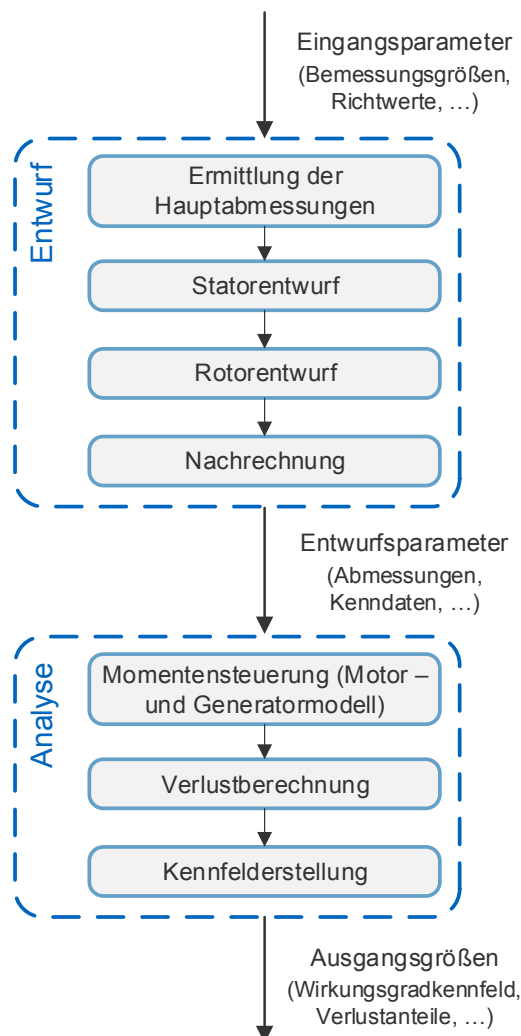 Eingangsparameter
(Bemessungsgrößen,
Richtwerte, …)
Entwurf
Ermittlung der
Hauptabmessungen
Statorentwurf
Rotorentwurf
Nachrechnung
Entwurfsparameter
(Abmessungen,
Kenndaten, …)
Analyse
Momentensteuerung (Motor –
und Generatormodell)
Verlustberechnung
Kennfelderstellung
Ausgangsgrößen
(Wirkungsgradkennfeld,
Verlustanteile, …)